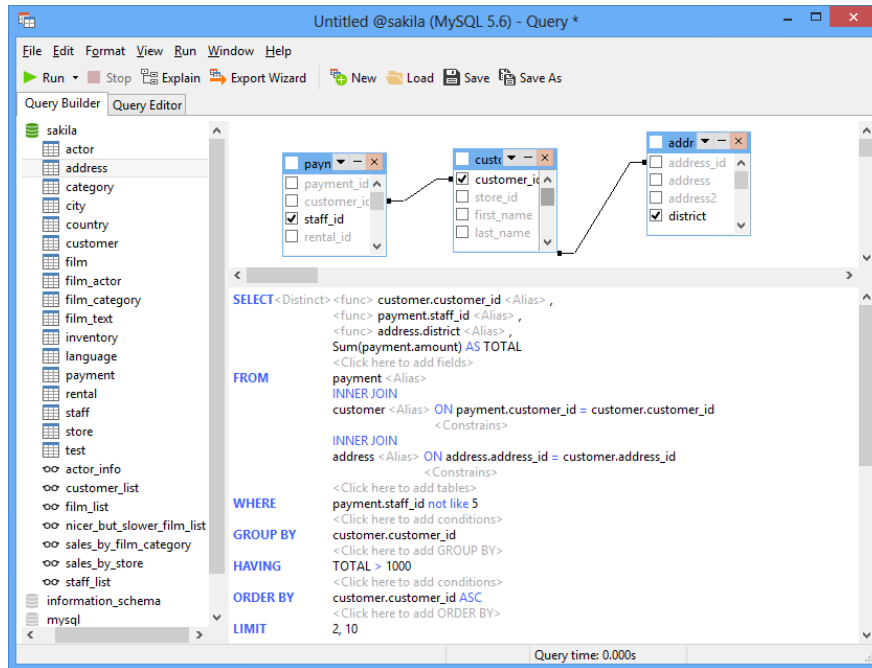 Untitled @sakila (MySQL 5.6) - Query *
File Edit Format View Run Window Help
Run Stop Explain Export Wizard New Load Save Save As
Query Builder Query Editor
sakila
actor
address
category
city
country
customer
film
film_actor
film_category
film_text
inventory
language
payment
rental
staff
store
test
actor_info
customer_list
film_list
nicer_but_slower_film_list
sales_by_film_category
sales_by_store
staff_list
information_schema
mysql
payn
payment_id
customer_id
staff_id
rental_id
custo
customer_id
store_id
first_name
last_name
addr
address_id
address
address2
district
SELECT <Distinct> <func> customer.customer_id <Alias> ,
<func> payment.staff_id <Alias> ,
<func> address.district <Alias> ,
Sum(payment.amount) AS TOTAL
<Click here to add fields>
FROM payment <Alias>
INNER JOIN
customer <Alias> ON payment.customer_id = customer.customer_id
<Constrains>
INNER JOIN
address <Alias> ON address.address_id = customer.address_id
<Constrains>
<Click here to add tables>
WHERE payment.staff_id not like 5
<Click here to add conditions>
GROUP BY customer.customer_id
<Click here to add GROUP BY>
HAVING TOTAL > 1000
<Click here to add conditions>
ORDER BY customer.customer_id ASC
<Click here to add ORDER BY>
LIMIT 2, 10
Query time: 0.000s